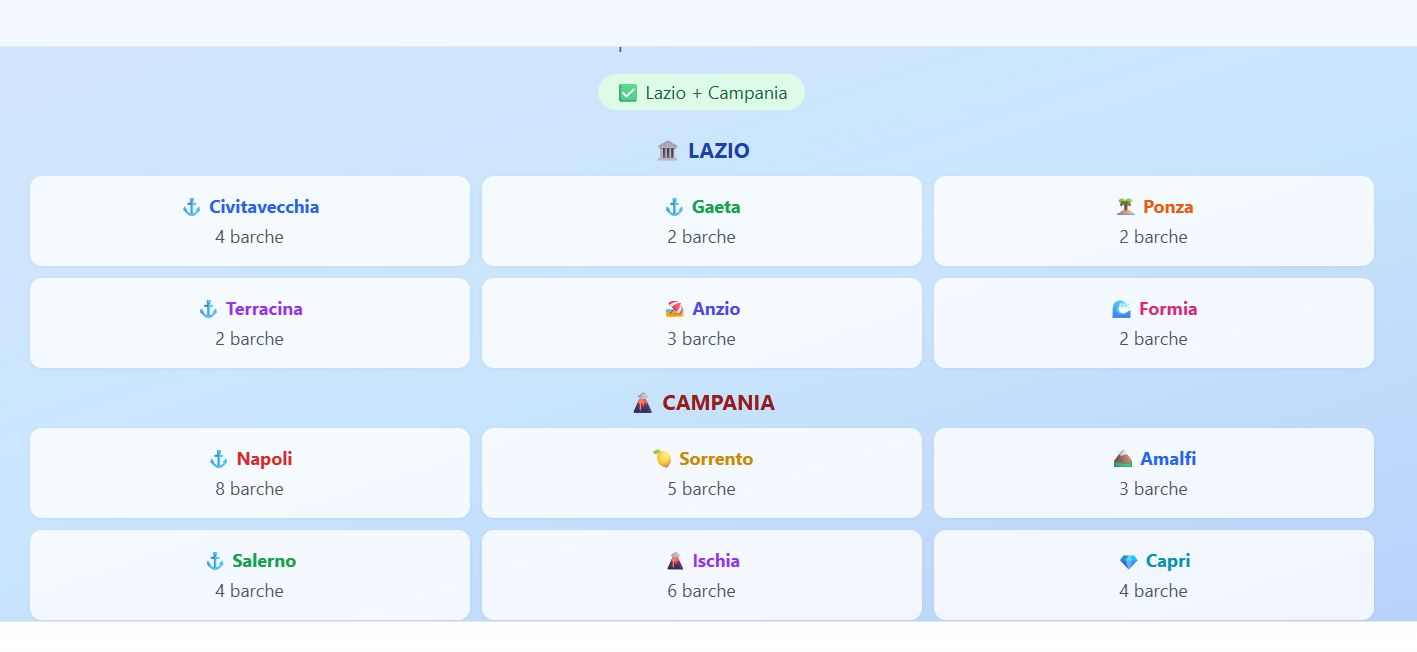 Lazio + Campania
LAZIO
Civitavecchia
4 barche
Gaeta
2 barche
Ponza
2 barche
Terracina
2 barche
Anzio
3 barche
Formia
2 barche
CAMPANIA
Napoli
8 barche
Sorrento
5 barche
Amalfi
3 barche
Salerno
4 barche
Ischia
6 barche
Capri
4 barche